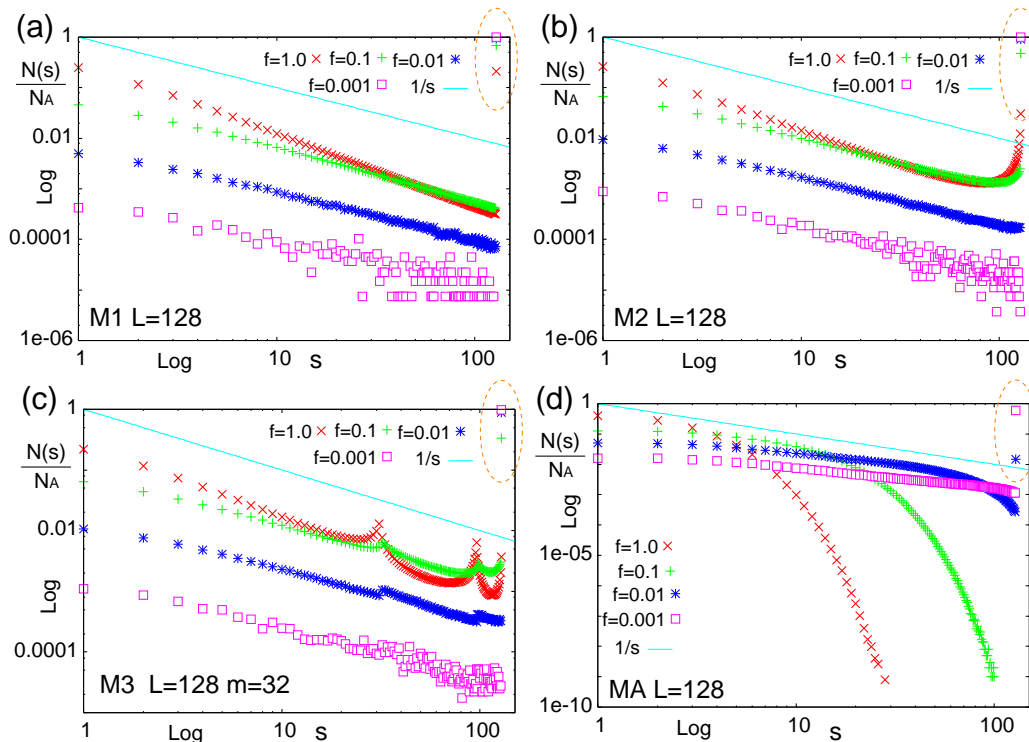 (a)
1
N(s)
NA
f=1.0 f=0.1 f=0.01
f=0.001 1/s
0.01
Log
0.0001
M1 L=128
1e-06
1 10 100
Log s
(b)
1
N(s)
NA
f=1.0 f=0.1 f=0.01
f=0.001 1/s
0.01
Log
0.0001
M2 L=128
1e-06
1 10 100
Log s
(c)
1
N(s)
NA
f=1.0 f=0.1 f=0.01
f=0.001 1/s
0.01
Log
0.0001
M3 L=128 m=32
1 10 100
Log s
(d)
1
N(s)
NA
Log
1e-05
f=1.0
f=0.1
f=0.01
f=0.001
1/s
MA L=128
1e-10
1 10 100
Log s